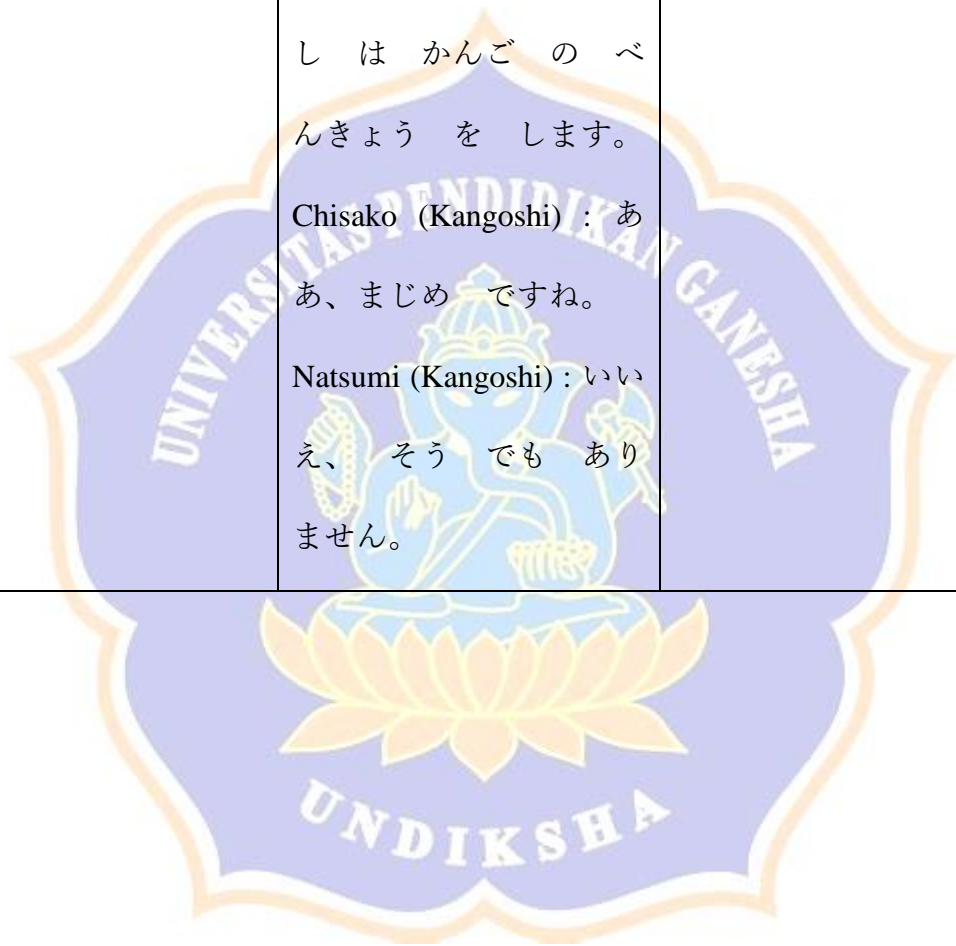 し は かんご の べ
んきょう を します。
Chisako (Kangoshi) : あ
あ、まじめ ですね。
Natsumi (Kangoshi) : いい
え、 そう でも あり
ません。
UNIVERSITAS PENDIDIKAN GANESHA
UNDIKSHA